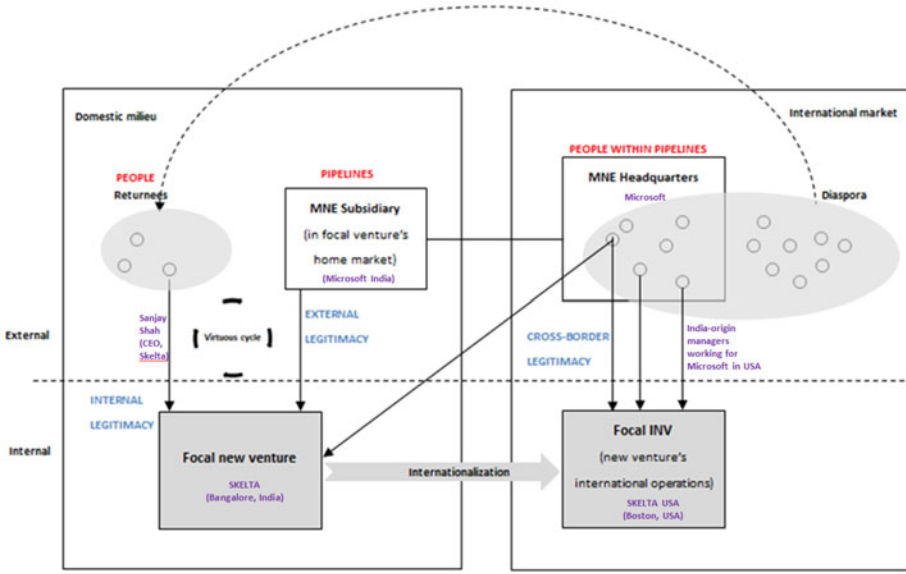 Domestic milieu
International market
PEOPLE
Returnees
PIPELINES
MNE Subsidiary
(in focal venture's
home market)
(Microsoft India)
PEOPLE WITHIN PIPELINES
MNE Headquarters
Microsoft
Diaspora
External
Sanjay
Shah
(CEO,
Skelta)
Virtuous cycle
EXTERNAL
LEGITIMACY
CROSS-BORDER
LEGITIMACY
India-origin
managers
working for
Microsoft in USA
INTERNAL
LEGITIMACY
Internal
Focal new venture
SKELTA
(Bangalore, India)
Internationalization
Focal INV
(new venture's
international operations)
SKELTA USA
(Boston, USA)